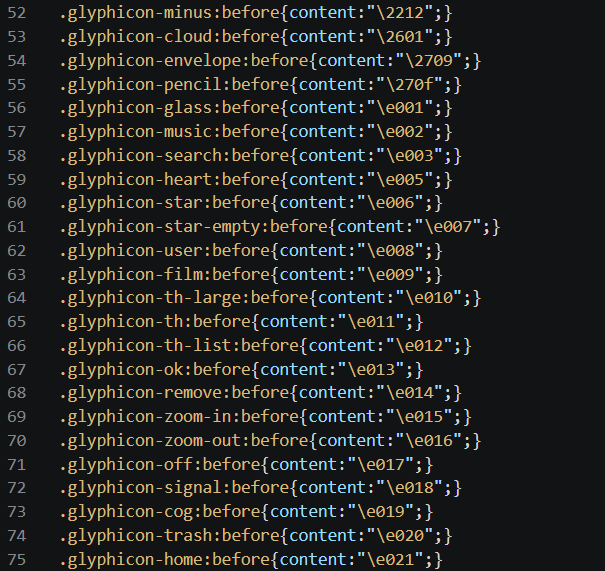 52 .glyphicon-minus:before{content:"\2212";}
53 .glyphicon-cloud:before{content:"\2601";}
54 .glyphicon-envelope:before{content:"\2709";}
55 .glyphicon-pencil:before{content:"\270f";}
56 .glyphicon-glass:before{content:"\e001";}
57 .glyphicon-music:before{content:"\e002";}
58 .glyphicon-search:before{content:"\e003";}
59 .glyphicon-heart:before{content:"\e005";}
60 .glyphicon-star:before{content:"\e006";}
61 .glyphicon-star-empty:before{content:"\e007";}
62 .glyphicon-user:before{content:"\e008";}
63 .glyphicon-film:before{content:"\e009";}
64 .glyphicon-th-large:before{content:"\e010";}
65 .glyphicon-th:before{content:"\e011";}
66 .glyphicon-th-list:before{content:"\e012";}
67 .glyphicon-ok:before{content:"\e013";}
68 .glyphicon-remove:before{content:"\e014";}
69 .glyphicon-zoom-in:before{content:"\e015";}
70 .glyphicon-zoom-out:before{content:"\e016";}
71 .glyphicon-off:before{content:"\e017";}
72 .glyphicon-signal:before{content:"\e018";}
73 .glyphicon-cog:before{content:"\e019";}
74 .glyphicon-trash:before{content:"\e020";}
75 .glyphicon-home:before{content:"\e021";}